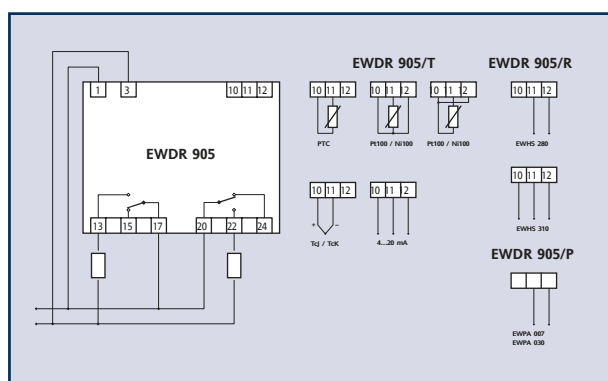 EWDR 905/T
EWDR 905/R
1 3 10 11 12
EWDR 905
13 15 17 20 22 24
10 11 12
PTC
10 11 12
Pt100 / Ni100
10 11 12
Pt100 / Ni100
10 11 12
+ –
TcJ / TcK
10 11 12
4...20 mA
10 11 12
EWHS 280
10 11 12
EWHS 310
EWDR 905/P
EWPA 007
EWPA 030